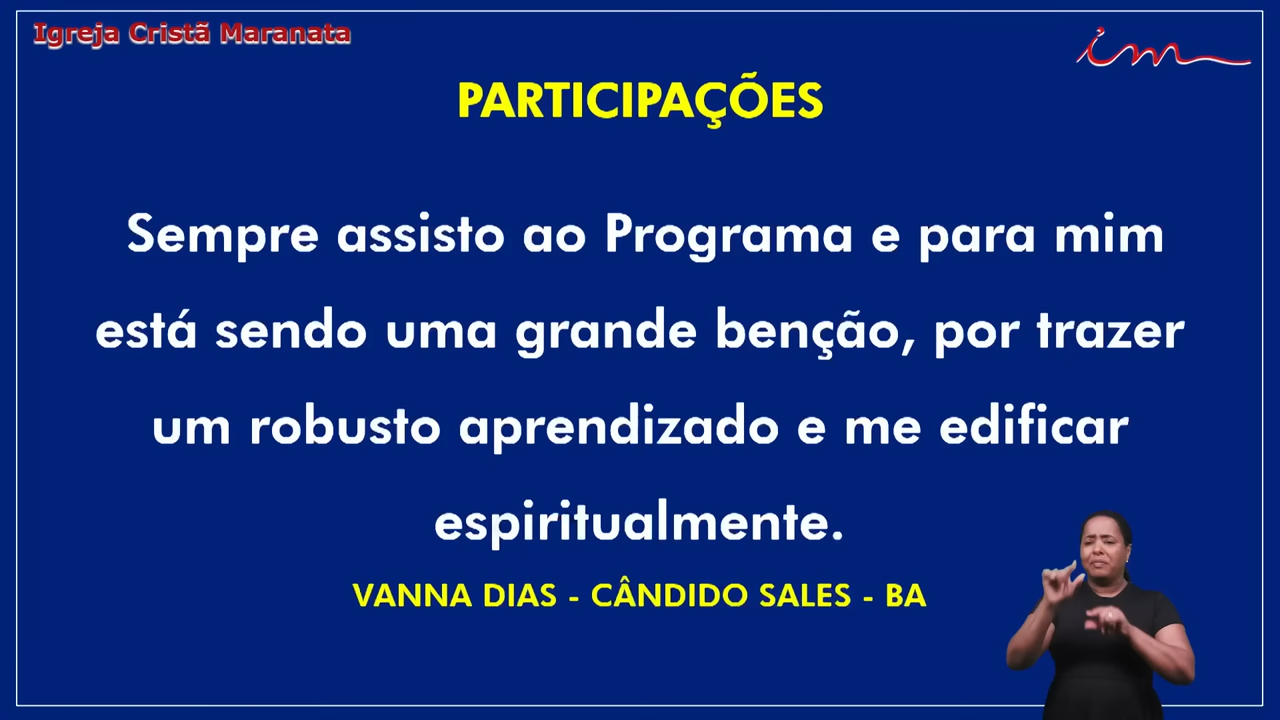 Igreja Cristã Maranata
im
PARTICIPAÇÕES
Sempre assisto ao Programa e para mim
está sendo uma grande benção, por trazer
um robusto aprendizado e me edificar
espiritualmente.
VANNA DIAS - CÂNDIDO SALES - BA